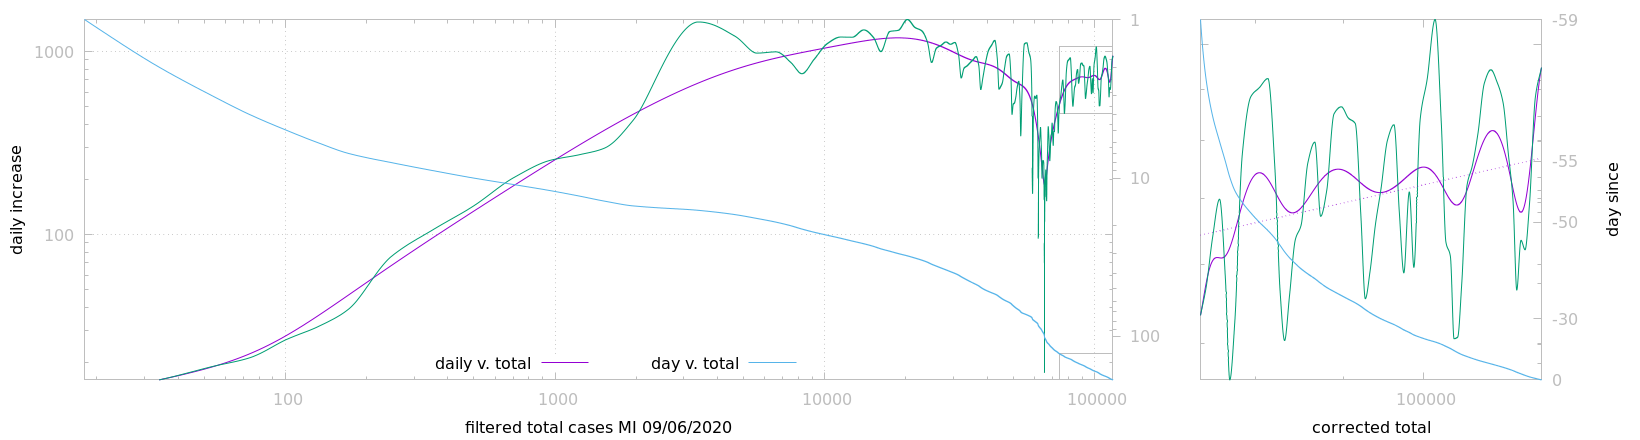 1000
100
daily increase
daily v. total
day v. total
100
1000
10000
100000
filtered total cases MI 09/06/2020
1
10
100
100000
corrected total
-59
-55
-50
-30
0
day since